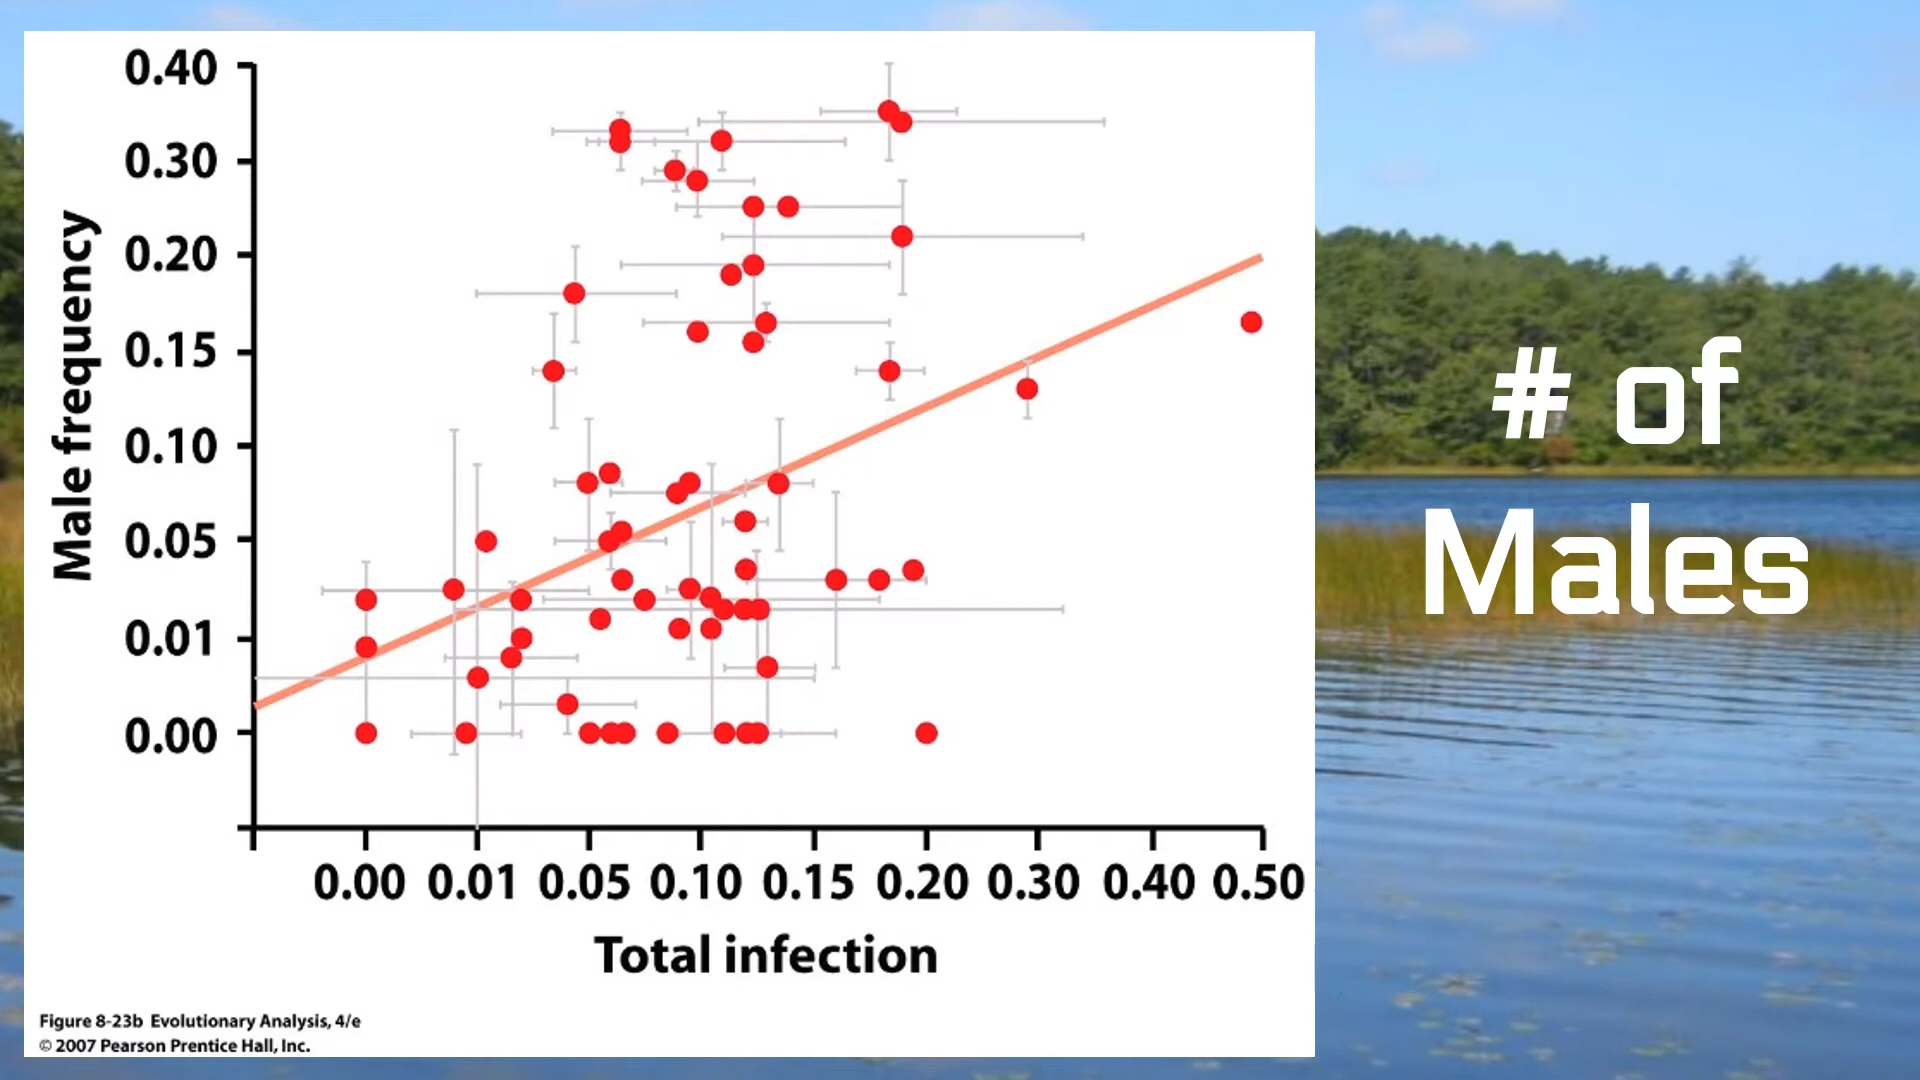 0.40
0.30
0.20
0.15
0.10
0.05
0.01
0.00
Male frequency
0.00 0.01 0.05 0.10 0.15 0.20 0.30 0.40 0.50
Total infection
Figure 8-23b Evolutionary Analysis, 4/e
© 2007 Pearson Prentice Hall, Inc.
# of
Males